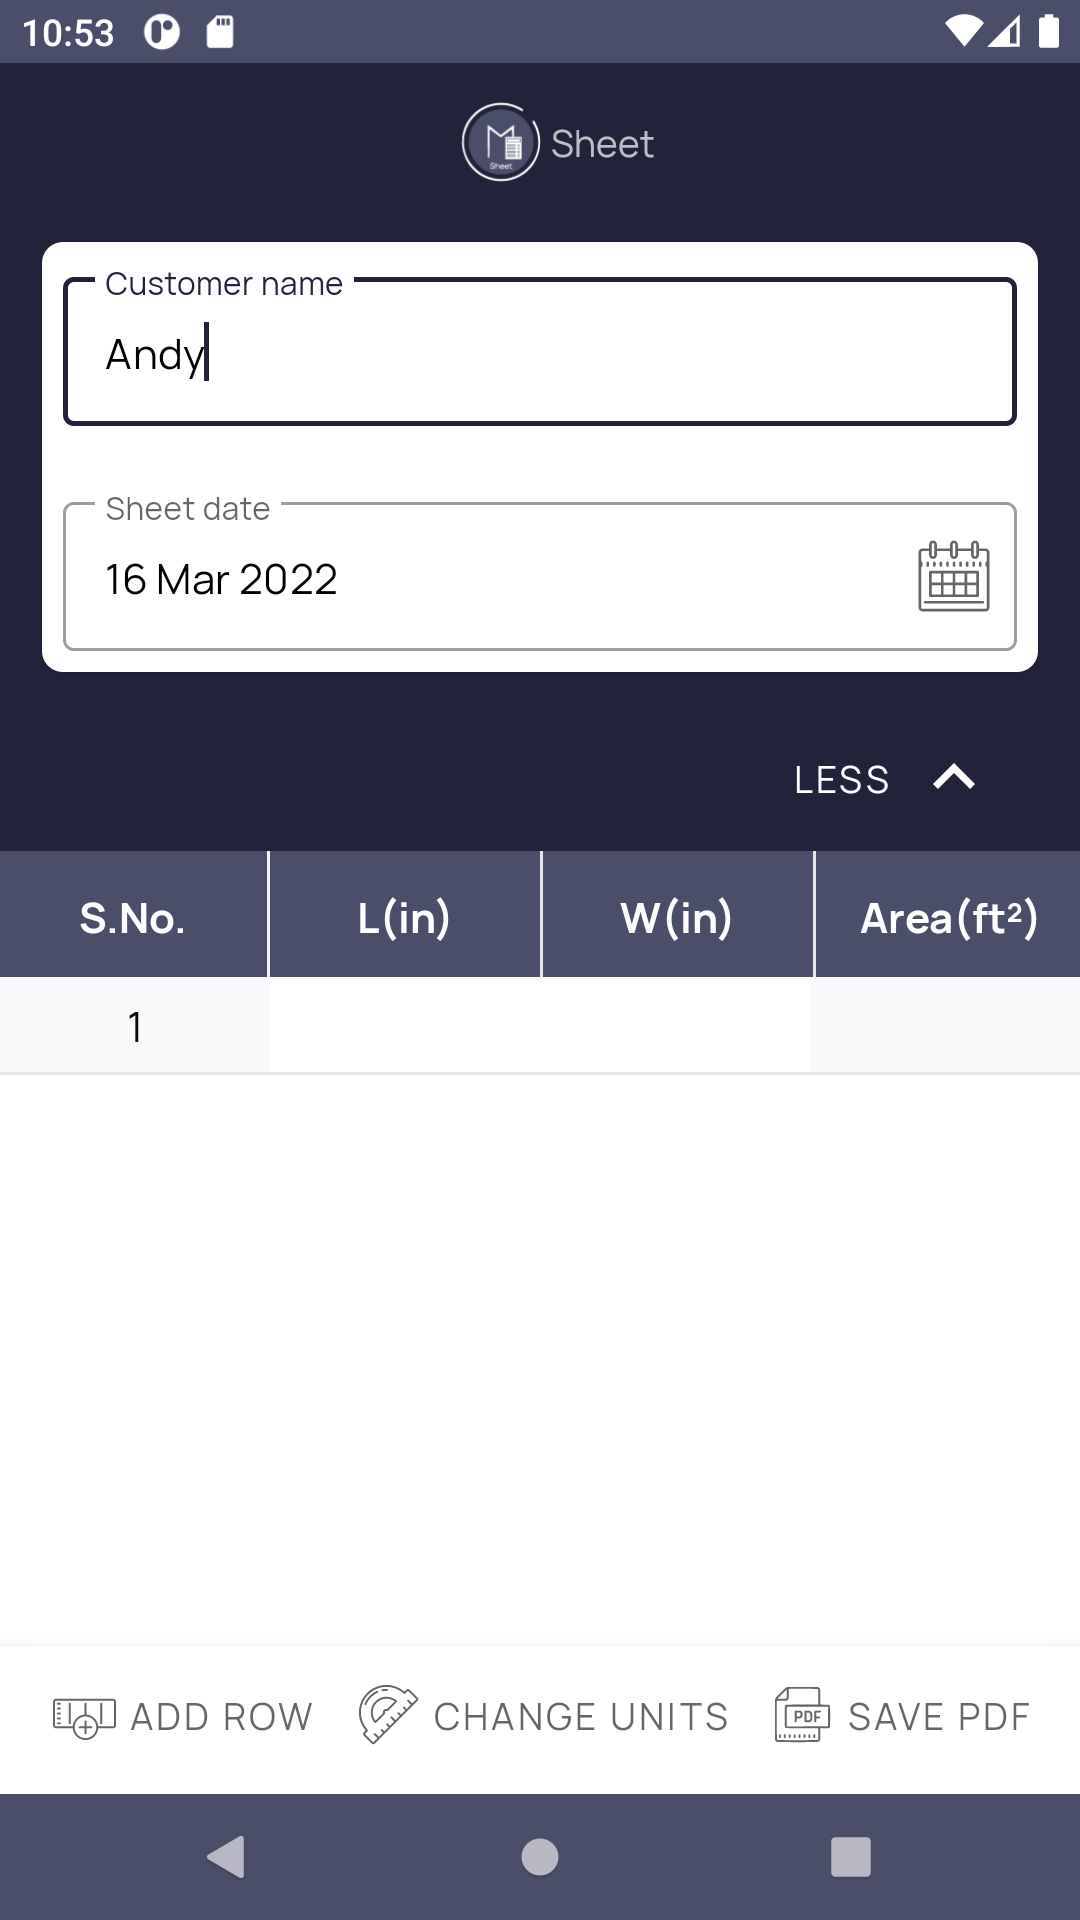 10:53
Sheet
Sheet
Customer name
Andy
Sheet date
16 Mar 2022
LESS
S.No. L(in) W(in) Area(ft²)
1
ADD ROW CHANGE UNITS PDF SAVE PDF